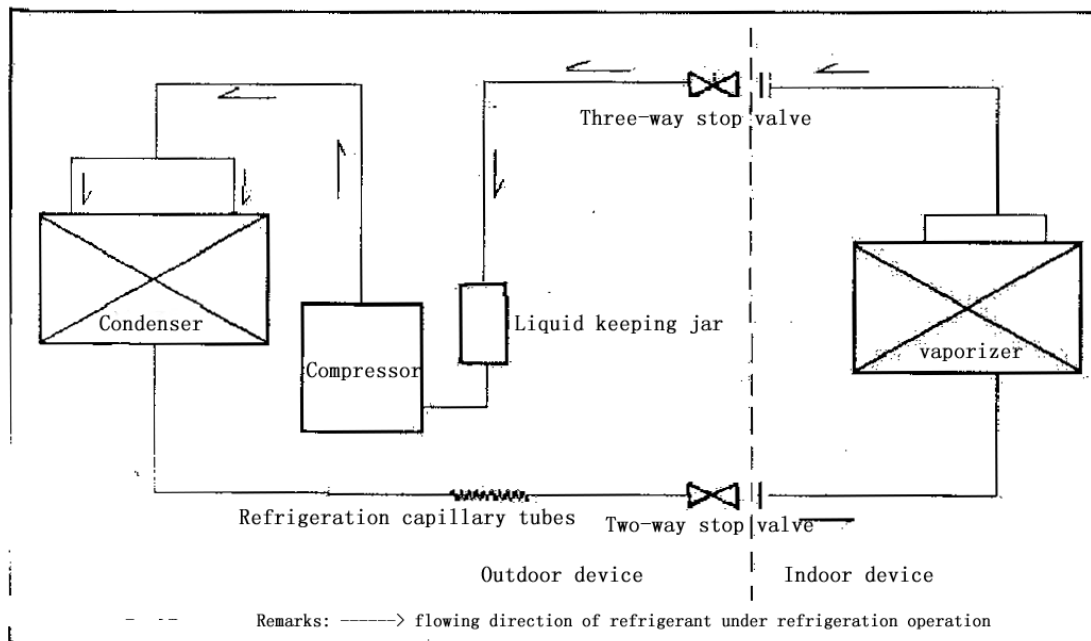 Three-way stop valve
Condenser
Liquid keeping jar
Compressor
vaporizer
Refrigeration capillary tubes
Two-way stop valve
Outdoor device
Indoor device
Remarks: ------> flowing direction of refrigerant under refrigeration operation